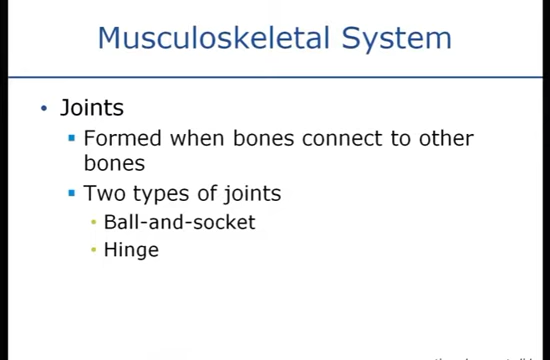 Musculoskeletal System
• Joints
▪ Formed when bones connect to other
bones
▪ Two types of joints
• Ball-and-socket
• Hinge